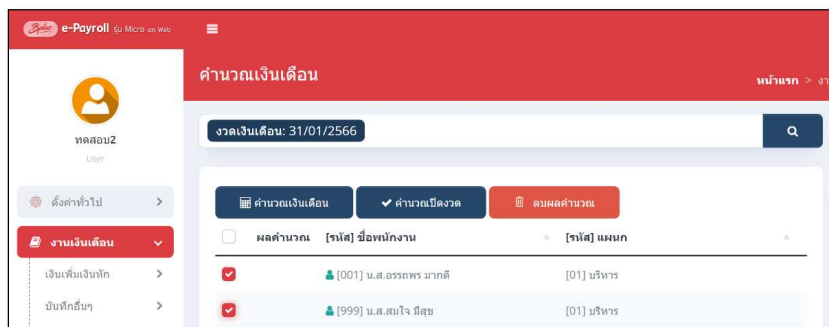 Bplus e-Payroll รุ่น Micro on Web
คำนวณเงินเดือน
หน้าแรก > งา
ทดสอบ2
User
งวดเงินเดือน: 31/01/2566
ตั้งค่าทั่วไป >
คำนวณเงินเดือน คำนวณปิดงวด ลบผลคำนวณ
งานเงินเดือน
ผลคำนวณ [รหัส] ชื่อพนักงาน [รหัส] แผนก
เงินเพิ่มเงินหัก >
[001] น.ส.อรรถพร มากดี [01] บริหาร
บันทึกอื่นๆ >
[999] น.ส.สมใจ มีสุข [01] บริหาร